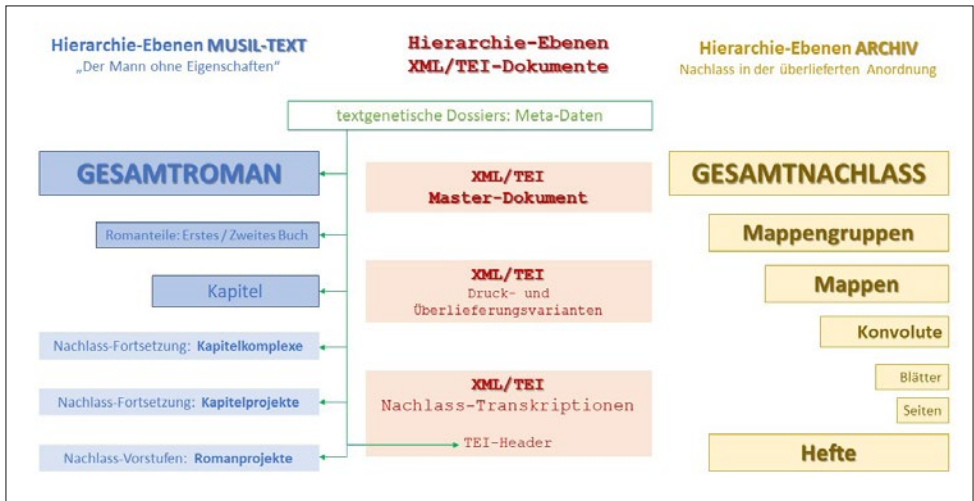 Hierarchie-Ebenen MUSIL-TEXT
„Der Mann ohne Eigenschaften“
Hierarchie-Ebenen
XML/TEI-Dokumente
Hierarchie-Ebenen ARCHIV
Nachlass in der überlieferten Anordnung
textgenetische Dossiers: Meta-Daten
GESAMTROMAN
Romanteile: Erstes / Zweites Buch
Kapitel
Nachlass-Fortsetzung: Kapitelkomplexe
Nachlass-Fortsetzung: Kapitelprojekte
Nachlass-Vorstufen: Romanprojekte
XML/TEI
Master-Dokument
XML/TEI
Druck- und
Überlieferungsvarianten
XML/TEI
Nachlass-Transkriptionen
TEI-Header
GESAMTNACHLASS
Mappengruppen
Mappen
Konvolute
Blätter
Seiten
Hefte